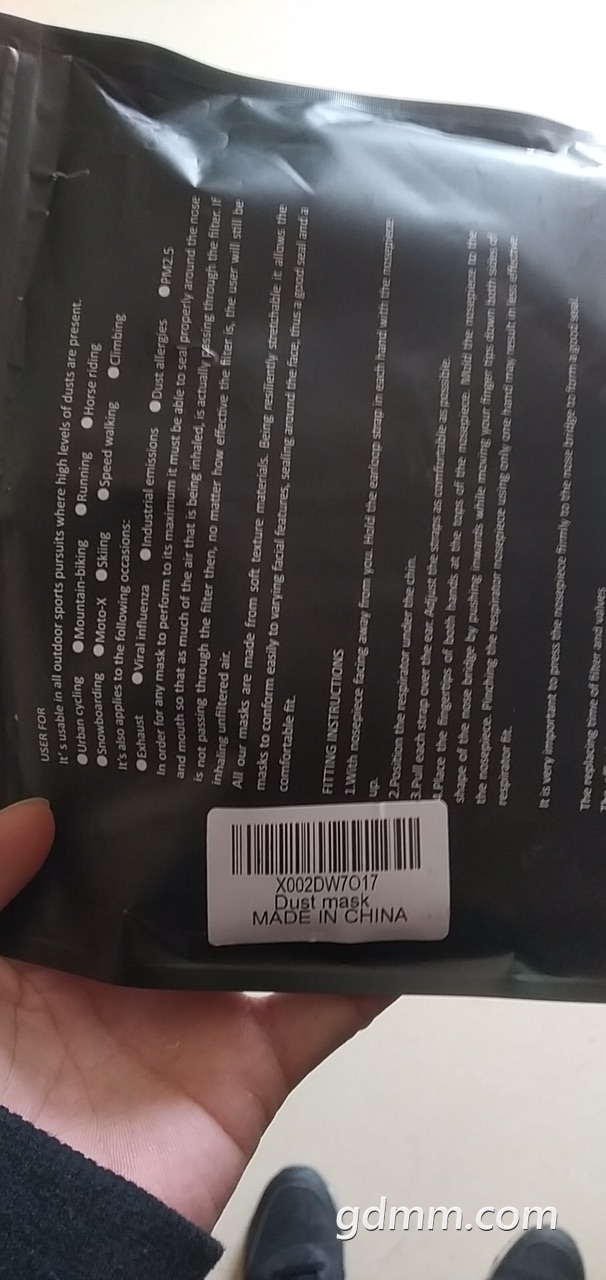 USER FOR
It's usable in all outdoor sports pursuits where high levels of dusts are present.
●Urban cycling ●Mountain-biking ●Running ●Horse riding
●Snowboarding ●Moto-X ●Skiing ●Speed walking ●Climbing
It's also applies to the following occasions:
●Exhaust ●Viral influenza ●Industrial emissions ●Dust allergies ●PM2.5
In order for any mask to perform to its maximum it must be able to seal properly around the nose
and mouth so that as much of the air that is being inhaled, is actually passing through the filter. If
is not passing through the filter then, no matter how effective the filter is, the user will still be
inhaling unfiltered air.
All our masks are made from soft texture materials. Being resiliently stretchable it allows the
masks to conform easily to varying facial features, sealing around the face, thus a good seal and a
comfortable fit.
FITTING INSTRUCTIONS
1.With nosepiece facing away from you. Hold the earloop strap in each hand with the nosepiece
up.
2.Position the respirator under the chin.
3.Pull each strap over the ear. Adjust the straps as comfortable as possible.
4.Place the fingertips of both hands at the tops of the nosepiece. Mold the nosepiece to the
shape of the nose bridge by pushing inwards while moving your finger tips down both sides of
the nosepiece. Pinching the respirator nosepiece using only one hand may result in less effective
respirator fit.
It is very important to press the nosepiece firmly to the nose bridge to form a good seal.
The replacing time of filter and valves
X002DW7O17
Dust mask
MADE IN CHINA
gdmm.com